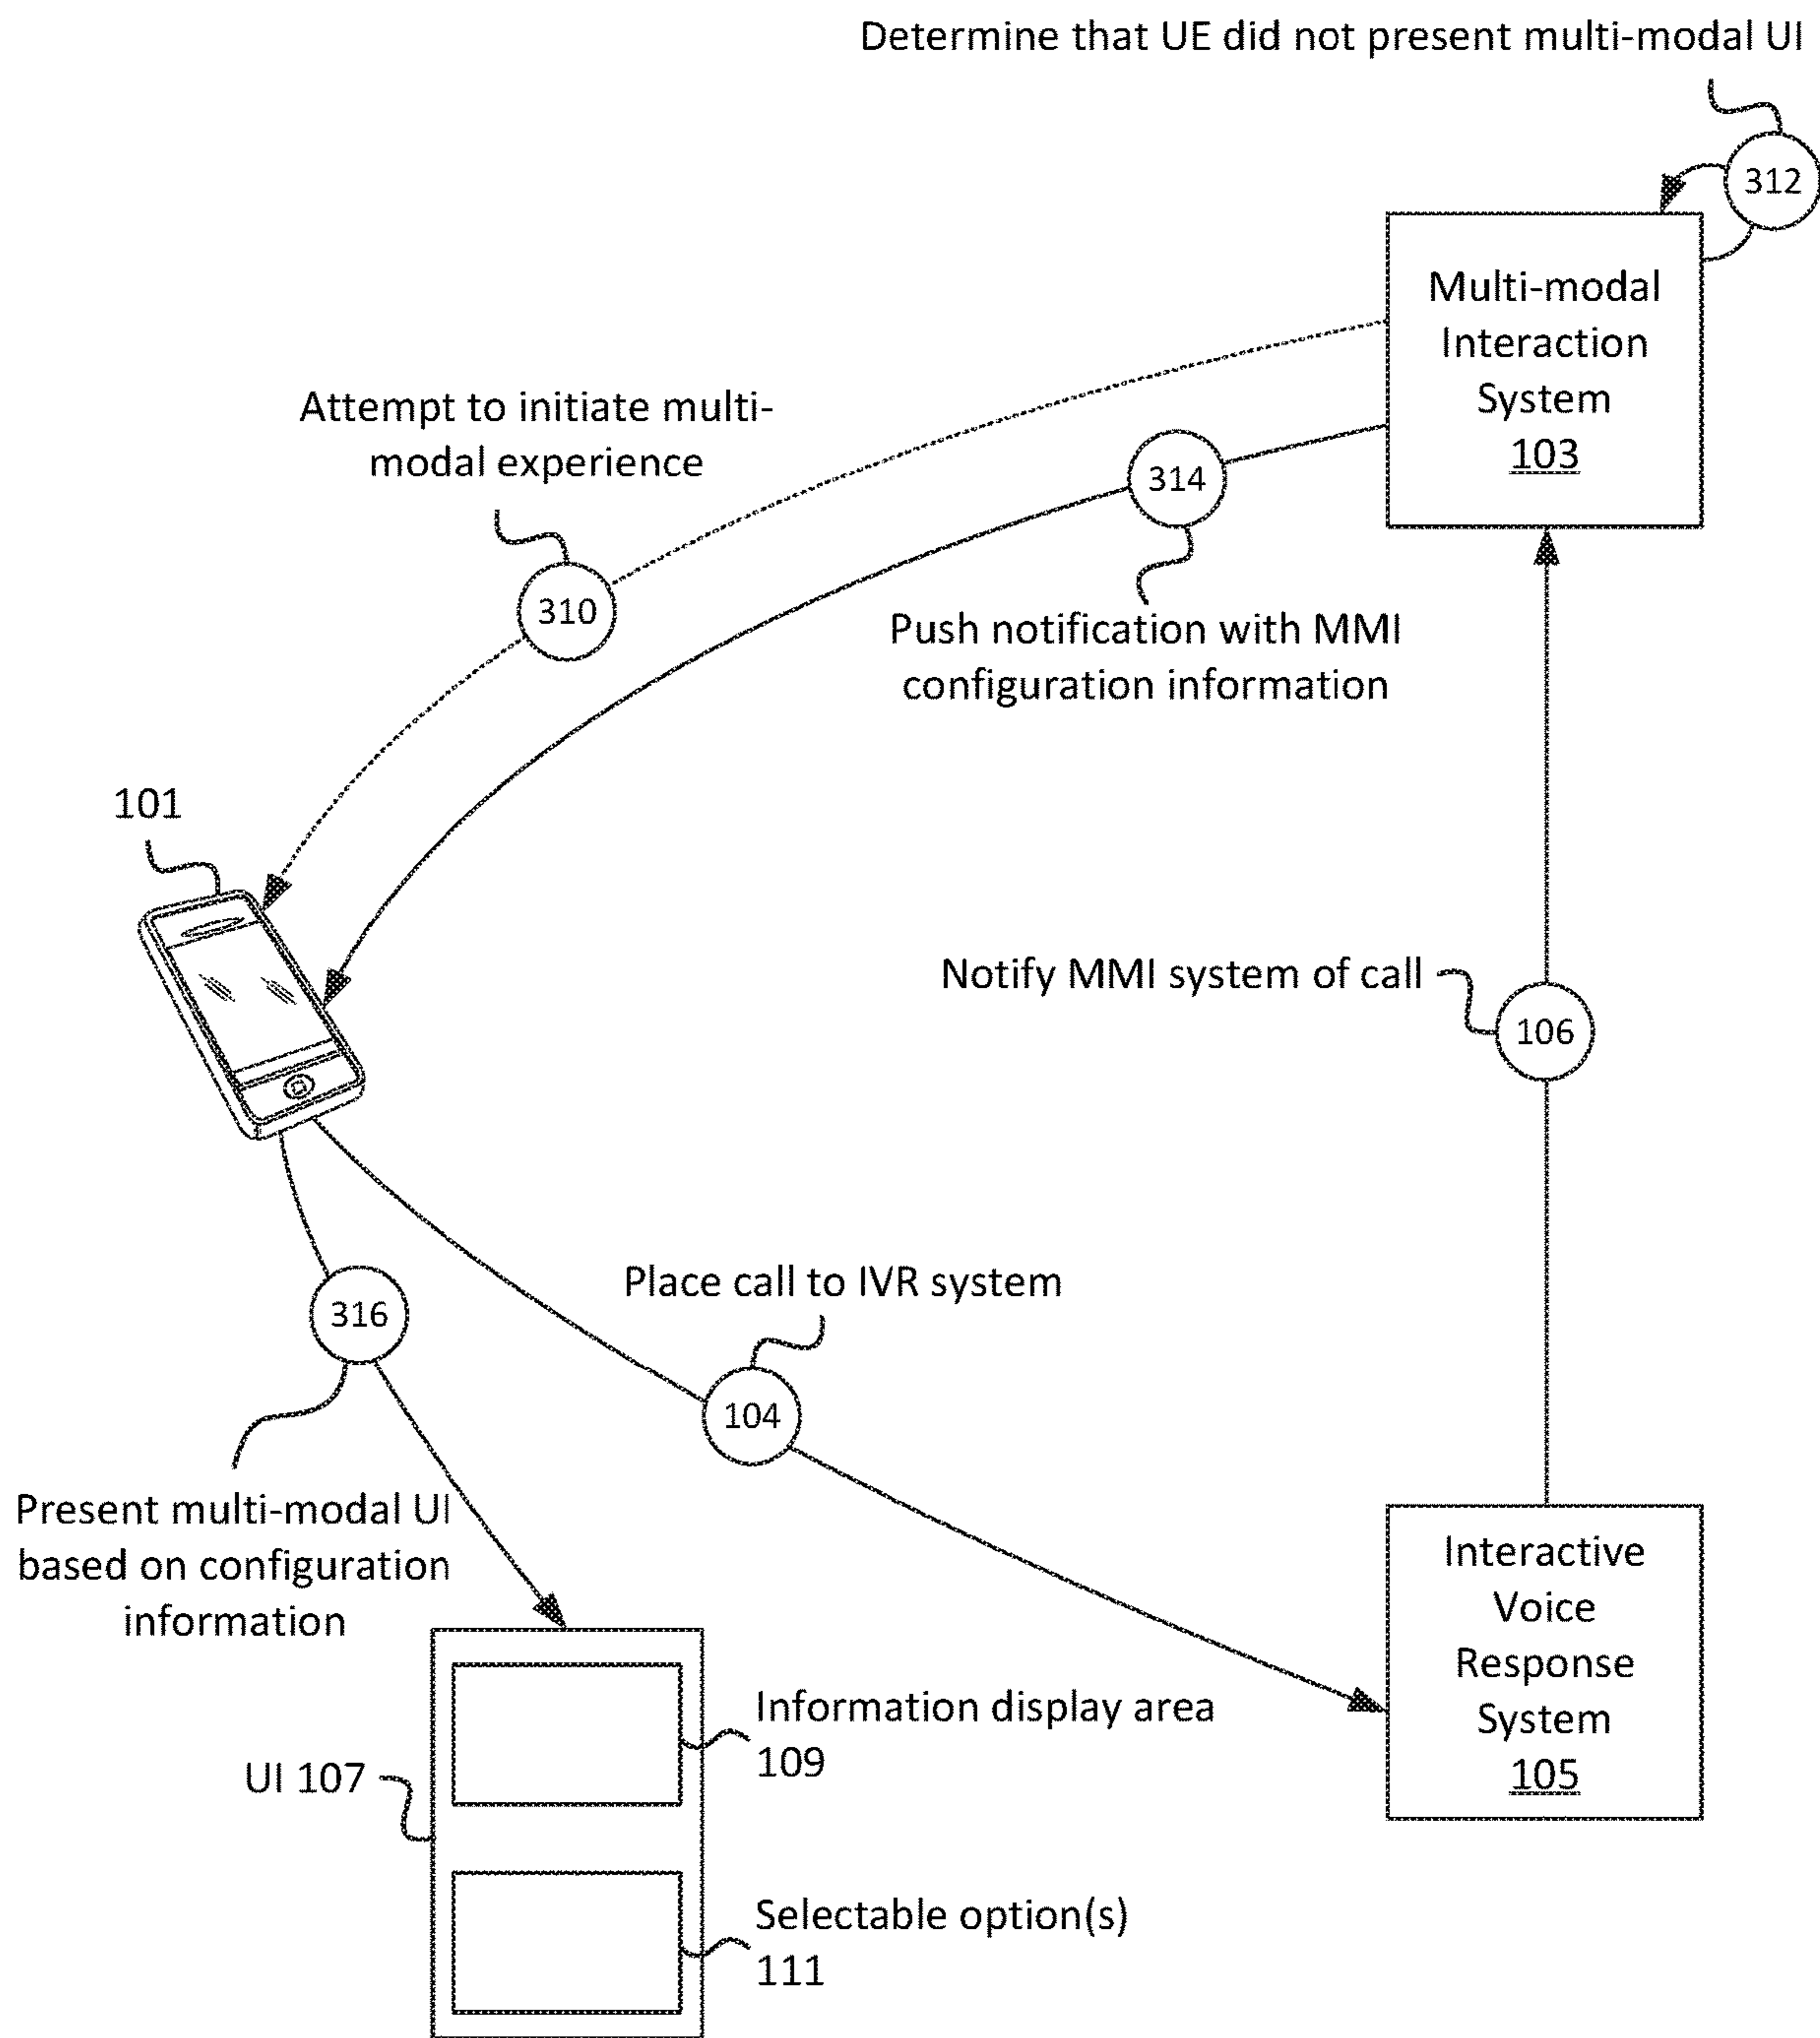 Determine that UE did not present multi-modal UI
312
Multi-modal
Interaction
System
103
Attempt to initiate multi-
modal experience
314
310
Push notification with MMI
configuration information
101
Notify MMI system of call
106
Place call to IVR system
316
104
Present multi-modal UI
based on configuration
information
Interactive
Voice
Response
System
105
Information display area
109
UI 107
Selectable option(s)
111